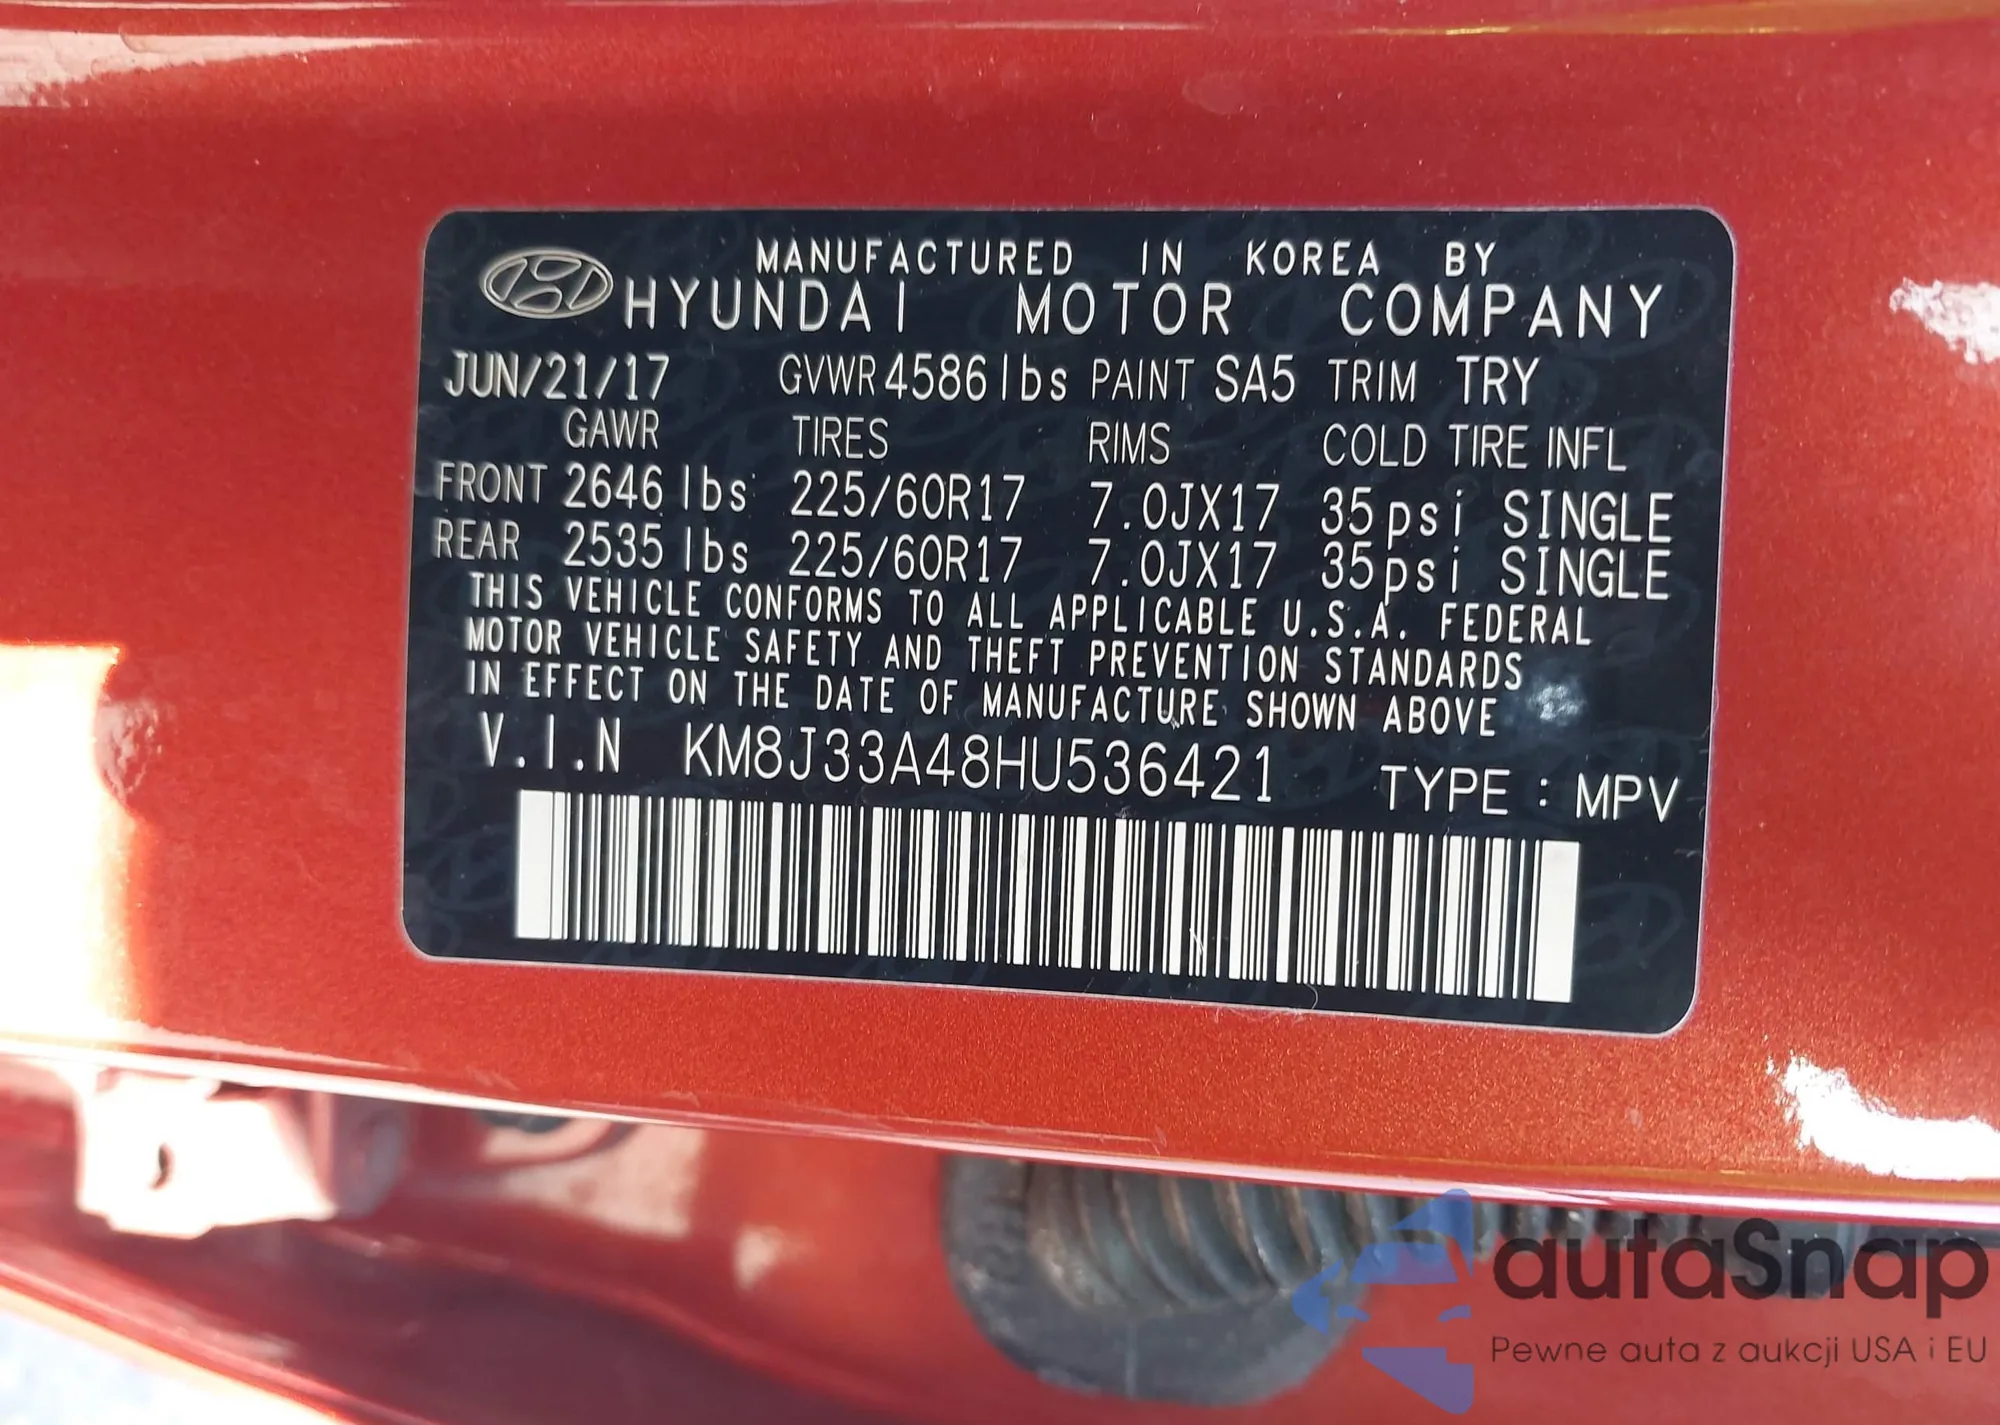 MANUFACTURED IN KOREA BY
HYUNDAI MOTOR COMPANY
JUN/21/17 GVWR 4586 lbs PAINT SA5 TRIM TRY
GAWR TIRES RIMS COLD TIRE INFL
FRONT 2646 lbs 225/60R17 7.0JX17 35psi SINGLE
REAR 2535 lbs 225/60R17 7.0JX17 35psi SINGLE
THIS VEHICLE CONFORMS TO ALL APPLICABLE U.S.A. FEDERAL
MOTOR VEHICLE SAFETY AND THEFT PREVENTION STANDARDS
IN EFFECT ON THE DATE OF MANUFACTURE SHOWN ABOVE
V.I.N KM8J33A48HU536421 TYPE : MPV
autaSnap
Pewne auta z aukcji USA i EU